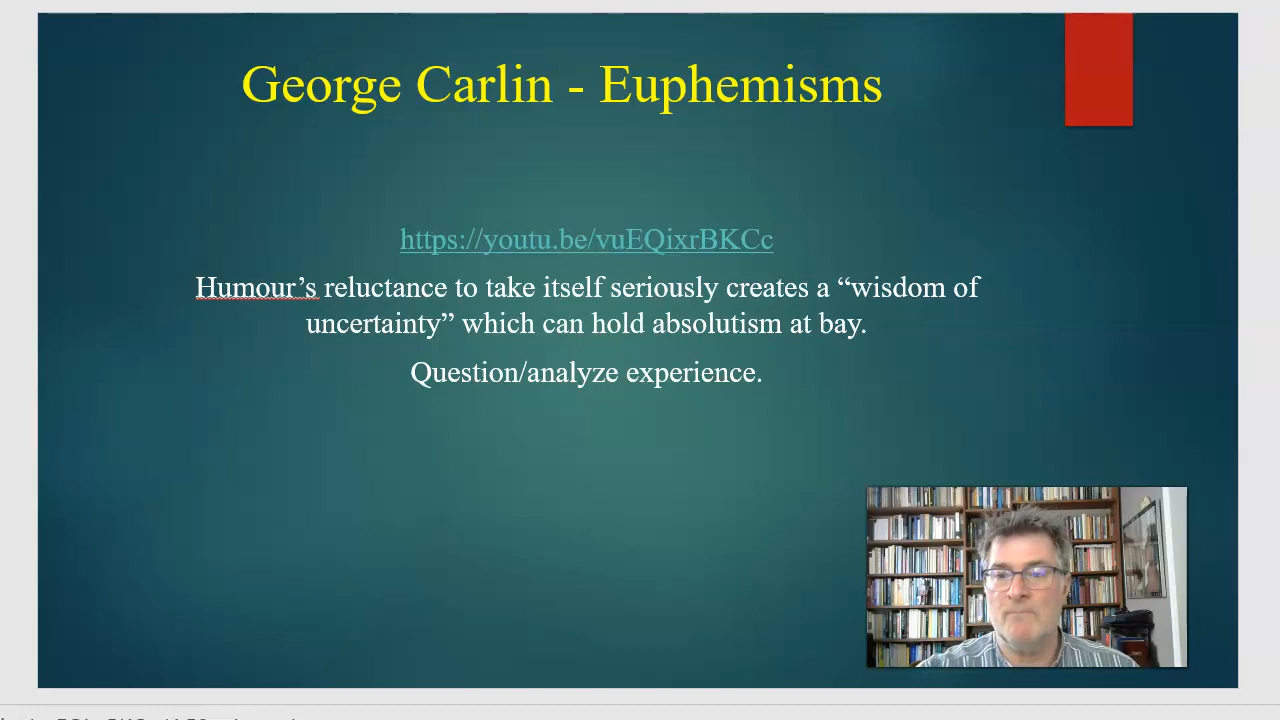 George Carlin - Euphemisms
https://youtu.be/vuEQixrBKCc
Humour’s reluctance to take itself seriously creates a “wisdom of
uncertainty” which can hold absolutism at bay.
Question/analyze experience.